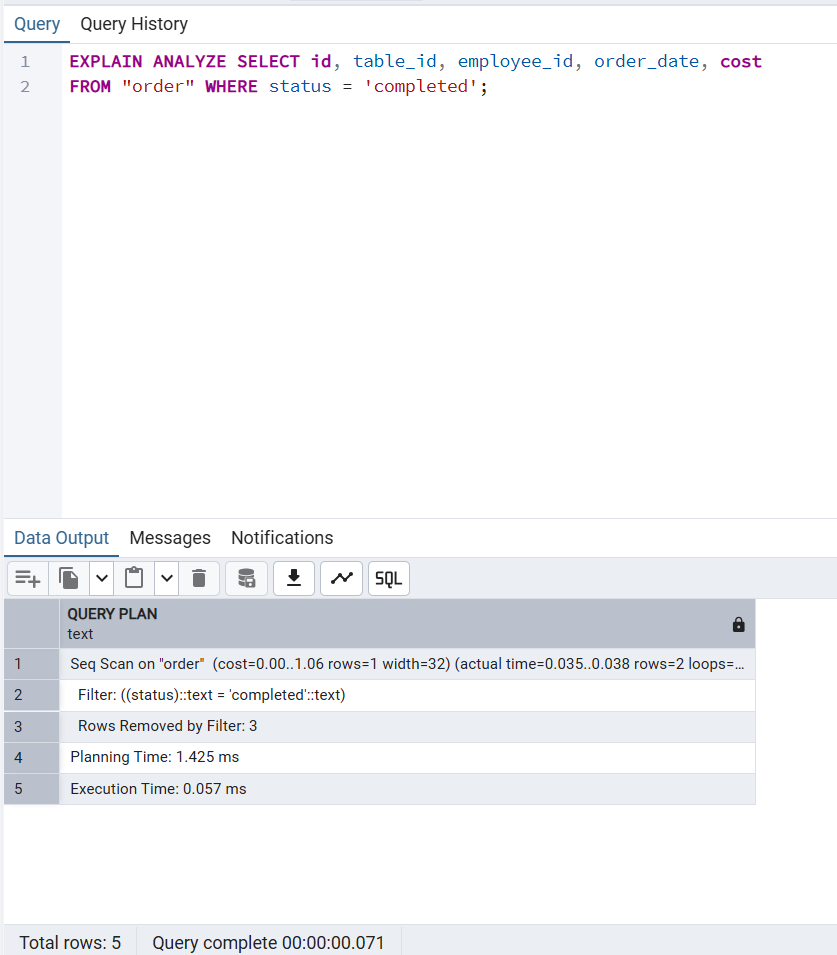 Query Query History
1 EXPLAIN ANALYZE SELECT id, table_id, employee_id, order_date, cost
2 FROM "order" WHERE status = 'completed';
Data Output Messages Notifications
SQL
QUERY PLAN
text
1 Seq Scan on "order" (cost=0.00..1.06 rows=1 width=32) (actual time=0.035..0.038 rows=2 loops=...
2 Filter: ((status)::text = 'completed'::text)
3 Rows Removed by Filter: 3
4 Planning Time: 1.425 ms
5 Execution Time: 0.057 ms
Total rows: 5 Query complete 00:00:00.071